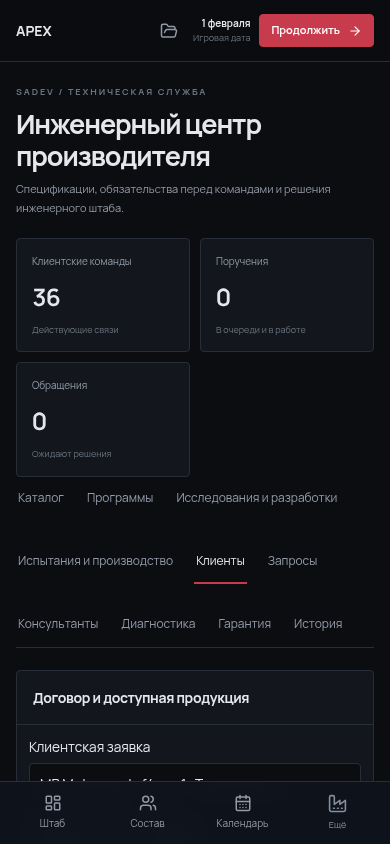 APEX
1 февраля
Игровая дата
Продолжить
SADEV / ТЕХНИЧЕСКАЯ СЛУЖБА
Инженерный центр
производителя
Спецификации, обязательства перед командами и решения
инженерного штаба.
Клиентские команды
36
Действующие связи
Поручения
0
В очереди и в работе
Обращения
0
Ожидают решения
Каталог Программы Исследования и разработки
Испытания и производство Клиенты Запросы
Консультанты Диагностика Гарантия История
Договор и доступная продукция
Клиентская заявка
Штаб Состав Календарь Ещё